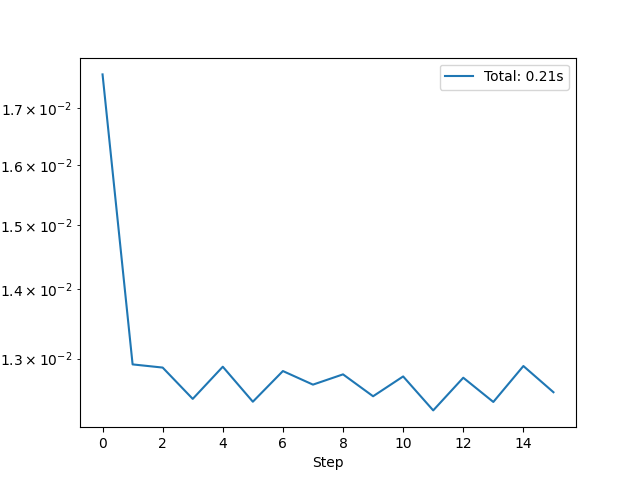 Total: 0.21s
1.7 × 10⁻²
1.6 × 10⁻²
1.5 × 10⁻²
1.4 × 10⁻²
1.3 × 10⁻²
0 2 4 6 8 10 12 14
Step